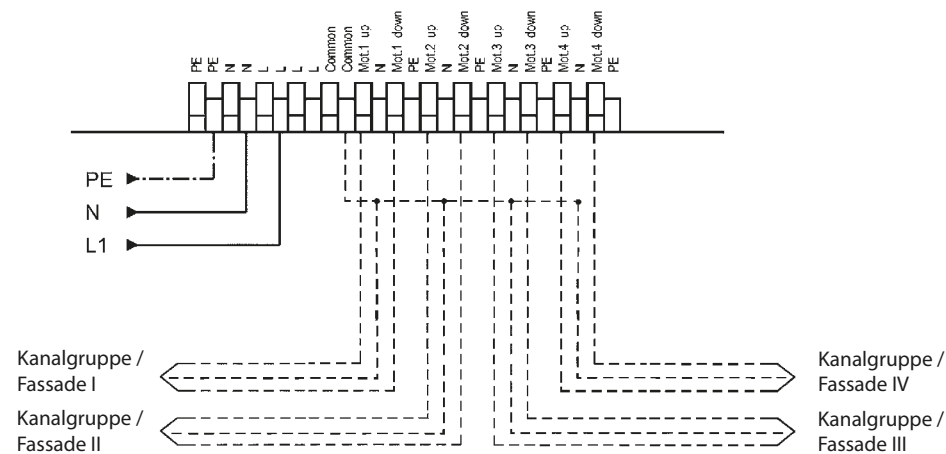 PE
PE
N
N
L
L
L
L
Common
Common
Mot.1 up
N
Mot.1 down
PE
Mot.2 up
N
Mot.2 down
PE
Mot.3 up
N
Mot.3 down
PE
Mot.4 up
N
Mot.4 down
PE
PE
N
L1
Kanalgruppe /
Fassade I
Kanalgruppe /
Fassade II
Kanalgruppe /
Fassade IV
Kanalgruppe /
Fassade III